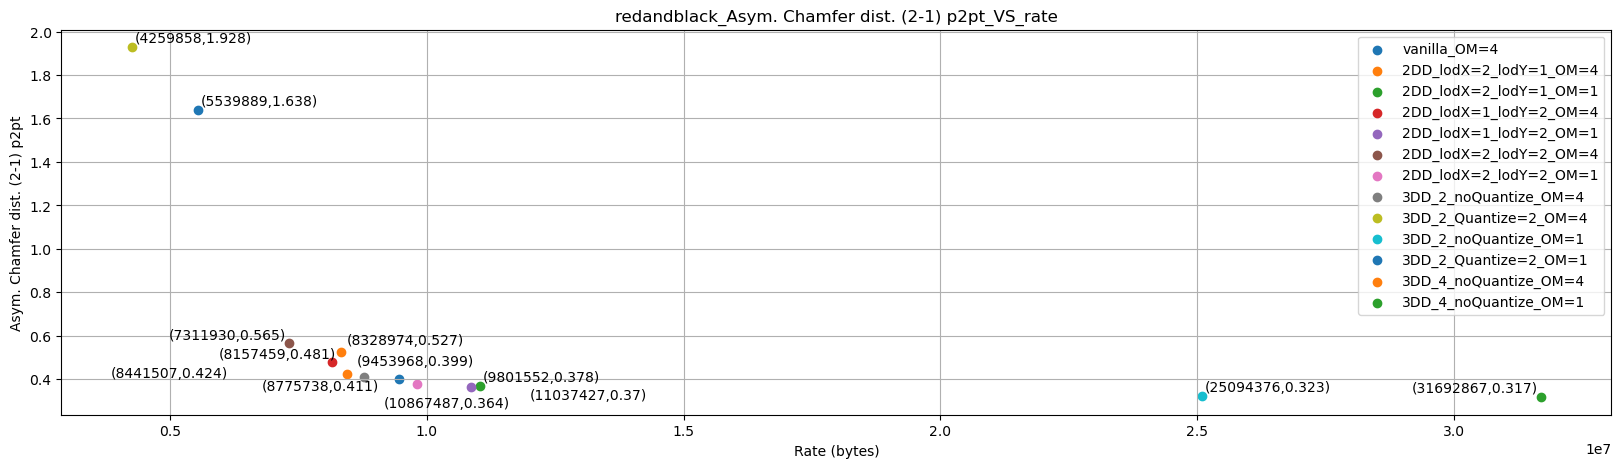 redandblack_Asym. Chamfer dist. (2-1) p2pt_VS_rate
Asym. Chamfer dist. (2-1) p2pt
2.0
1.8
1.6
1.4
1.2
1.0
0.8
0.6
0.4
(4259858,1.928)
(5539889,1.638)
(7311930,0.565)
(8328974,0.527)
(8157459,0.481)
(9453968,0.399)
(8441507,0.424)
(8775738,0.411)
(9801552,0.378)
(10867487,0.364)
(11037427,0.37)
(25094376,0.323)
(31692867,0.317)
vanilla_OM=4
2DD_lodX=2_lodY=1_OM=4
2DD_lodX=2_lodY=1_OM=1
2DD_lodX=1_lodY=2_OM=4
2DD_lodX=1_lodY=2_OM=1
2DD_lodX=2_lodY=2_OM=4
2DD_lodX=2_lodY=2_OM=1
3DD_2_noQuantize_OM=4
3DD_2_Quantize=2_OM=4
3DD_2_noQuantize_OM=1
3DD_2_Quantize=2_OM=1
3DD_4_noQuantize_OM=4
3DD_4_noQuantize_OM=1
0.5
1.0
1.5
2.0
2.5
3.0
1e7
Rate (bytes)